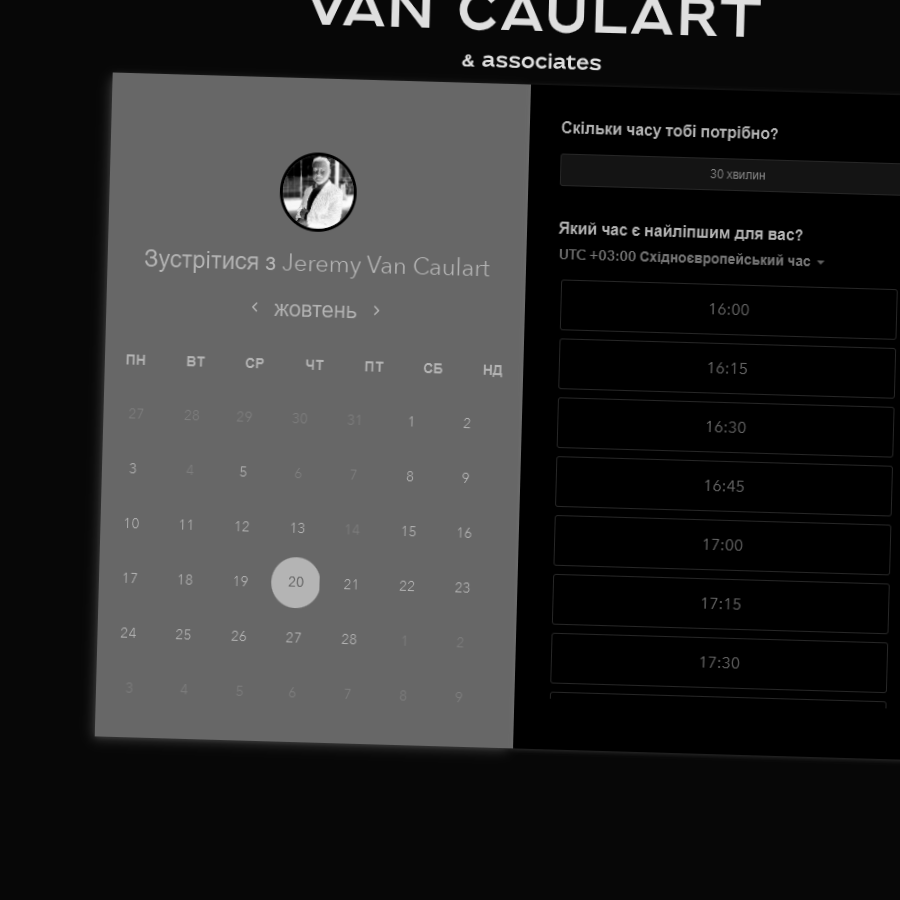 VAN CAULART
& associates
Зустрітися з Jeremy Van Caulart
жовтень
ПН ВТ СР ЧТ ПТ СБ НД
27 28 29 30 31 1 2
3 4 5 6 7 8 9
10 11 12 13 14 15 16
17 18 19 20 21 22 23
24 25 26 27 28 1 2
3 4 5 6 7 8 9
Скільки часу тобі потрібно?
30 хвилин
Який час є найліпшим для вас?
UTC +03:00 Східноєвропейський час
16:00
16:15
16:30
16:45
17:00
17:15
17:30